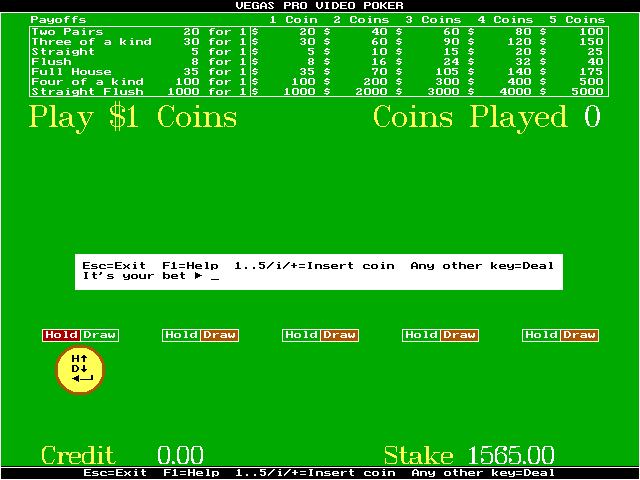 VEGAS PRO VIDEO POKER
Payoffs 1 Coin 2 Coins 3 Coins 4 Coins 5 Coins
Two Pairs 20 for 1 $ 20 $ 40 $ 60 $ 80 $ 100
Three of a kind 30 for 1 $ 30 $ 60 $ 90 $ 120 $ 150
Straight 5 for 1 $ 5 $ 10 $ 15 $ 20 $ 25
Flush 8 for 1 $ 8 $ 16 $ 24 $ 32 $ 40
Full House 35 for 1 $ 35 $ 70 $ 105 $ 140 $ 175
Four of a kind 100 for 1 $ 100 $ 200 $ 300 $ 400 $ 500
Straight Flush 1000 for 1 $ 1000 $ 2000 $ 3000 $ 4000 $ 5000
Play $1 Coins Coins Played 0
Esc=Exit F1=Help 1..5/i/+=Insert coin Any other key=Deal
It's your bet ► _
Hold Draw Hold Draw Hold Draw Hold Draw Hold Draw
H↑
D↓
◄─┘
Credit 0.00 Stake 1565.00
Esc=Exit F1=Help 1..5/i/+=Insert coin Any other key=Deal